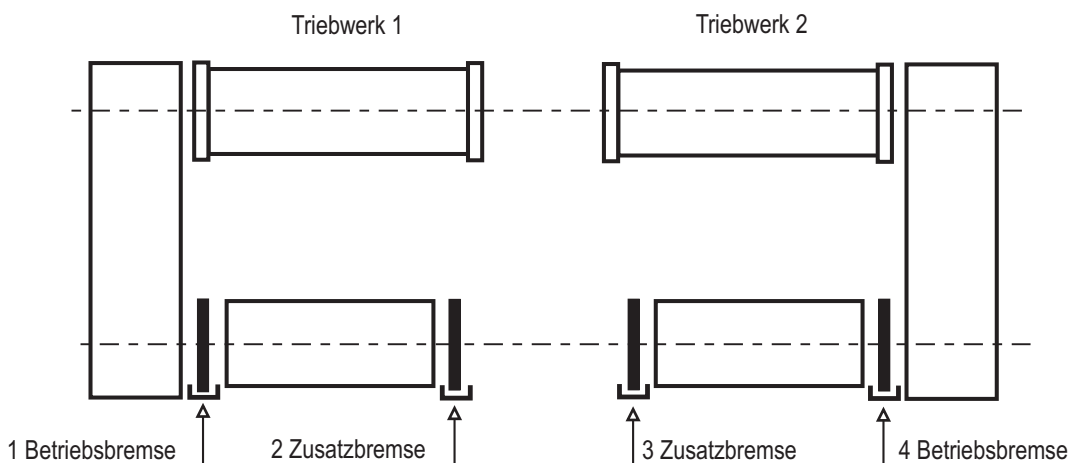 Triebwerk 1
Triebwerk 2
1 Betriebsbremse
2 Zusatzbremse
3 Zusatzbremse
4 Betriebsbremse